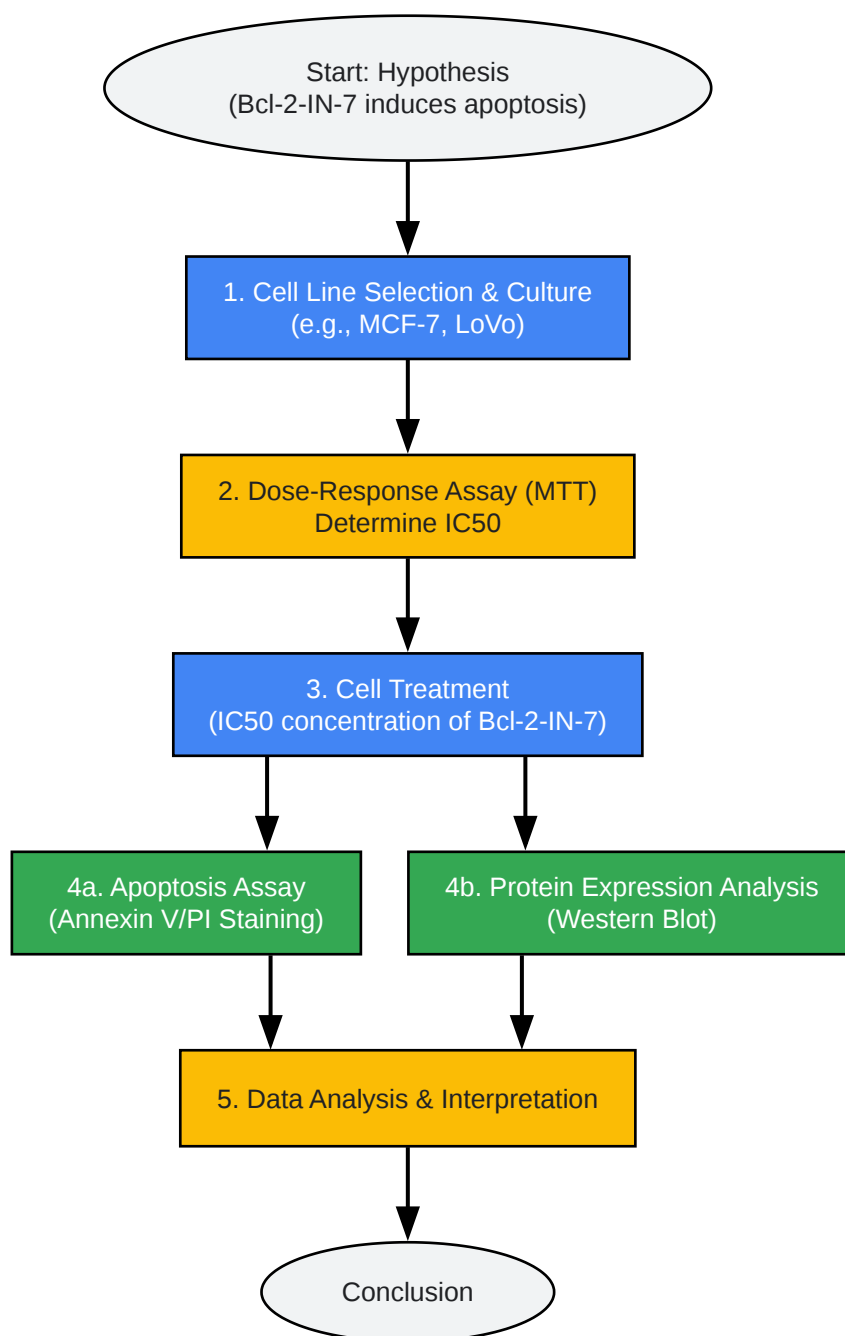 Start: Hypothesis
(Bcl-2-IN-7 induces apoptosis)
1. Cell Line Selection & Culture
(e.g., MCF-7, LoVo)
2. Dose-Response Assay (MTT)
Determine IC50
3. Cell Treatment
(IC50 concentration of Bcl-2-IN-7)
4a. Apoptosis Assay
(Annexin V/PI Staining)
4b. Protein Expression Analysis
(Western Blot)
5. Data Analysis & Interpretation
Conclusion